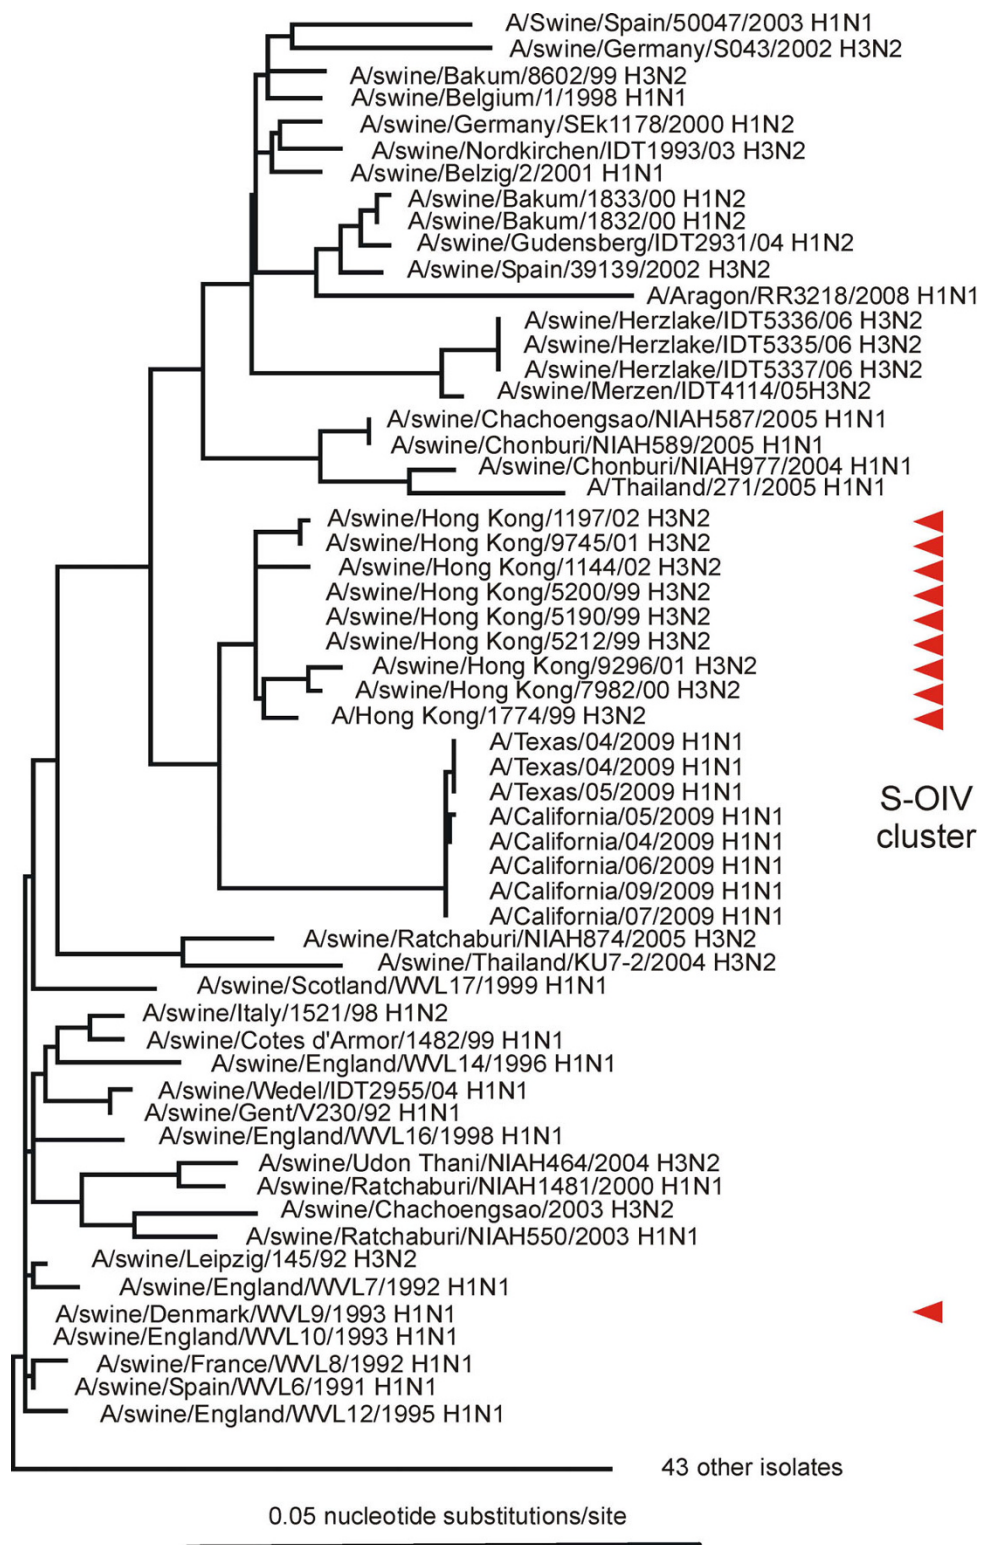 A/Swine/Spain/50047/2003 H1N1
A/swine/Germany/S043/2002 H3N2
A/swine/Bakum/8602/99 H3N2
A/swine/Belgium/1/1998 H1N1
A/swine/Germany/SEk1178/2000 H1N2
A/swine/Nordkirchen/IDT1993/03 H3N2
A/swine/Belzig/2/2001 H1N1
A/swine/Bakum/1833/00 H1N2
A/swine/Bakum/1832/00 H1N2
A/swine/Gudensberg/IDT2931/04 H1N2
A/swine/Spain/39139/2002 H3N2
A/Aragon/RR3218/2008 H1N1
A/swine/Herzlake/IDT5336/06 H3N2
A/swine/Herzlake/IDT5335/06 H3N2
A/swine/Herzlake/IDT5337/06 H3N2
A/swine/Merzen/IDT4114/05H3N2
A/swine/Chachoengsao/NIAH587/2005 H1N1
A/swine/Chonburi/NIAH589/2005 H1N1
A/swine/Chonburi/NIAH977/2004 H1N1
A/Thailand/271/2005 H1N1
A/swine/Hong Kong/1197/02 H3N2
A/swine/Hong Kong/9745/01 H3N2
A/swine/Hong Kong/1144/02 H3N2
A/swine/Hong Kong/5200/99 H3N2
A/swine/Hong Kong/5190/99 H3N2
A/swine/Hong Kong/5212/99 H3N2
A/swine/Hong Kong/9296/01 H3N2
A/swine/Hong Kong/7982/00 H3N2
A/Hong Kong/1774/99 H3N2
A/Texas/04/2009 H1N1
A/Texas/04/2009 H1N1
A/Texas/05/2009 H1N1
A/California/05/2009 H1N1
A/California/04/2009 H1N1
A/California/06/2009 H1N1
A/California/09/2009 H1N1
A/California/07/2009 H1N1
S-OIV
cluster
A/swine/Ratchaburi/NIAH874/2005 H3N2
A/swine/Thailand/KU7-2/2004 H3N2
A/swine/Scotland/WVL17/1999 H1N1
A/swine/Italy/1521/98 H1N2
A/swine/Cotes d'Armor/1482/99 H1N1
A/swine/England/WVL14/1996 H1N1
A/swine/Wedel/IDT2955/04 H1N1
A/swine/Gent/V230/92 H1N1
A/swine/England/WVL16/1998 H1N1
A/swine/Udon Thani/NIAH464/2004 H3N2
A/swine/Ratchaburi/NIAH1481/2000 H1N1
A/swine/Chachoengsao/2003 H3N2
A/swine/Ratchaburi/NIAH550/2003 H1N1
A/swine/Leipzig/145/92 H3N2
A/swine/England/WVL7/1992 H1N1
A/swine/Denmark/WVL9/1993 H1N1
A/swine/England/WVL10/1993 H1N1
A/swine/France/WVL8/1992 H1N1
A/swine/Spain/WVL6/1991 H1N1
A/swine/England/WVL12/1995 H1N1
43 other isolates
0.05 nucleotide substitutions/site